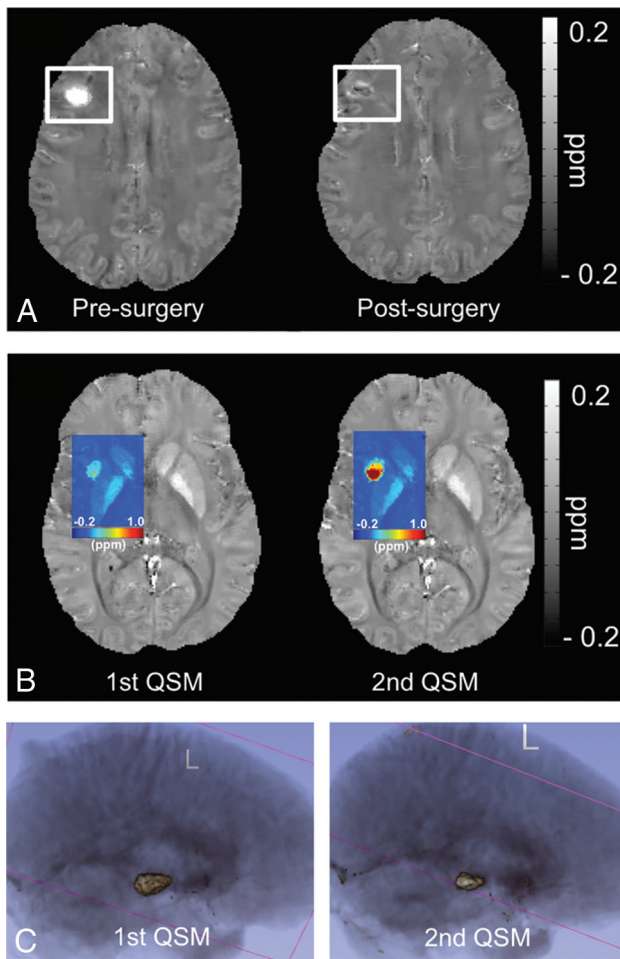 0.2
ppm
- 0.2
Pre-surgery
Post-surgery
A
0.2
ppm
- 0.2
-0.2 1.0
(ppm)
-0.2 1.0
(ppm)
1st QSM
2nd QSM
B
L
L
1st QSM
2nd QSM
C